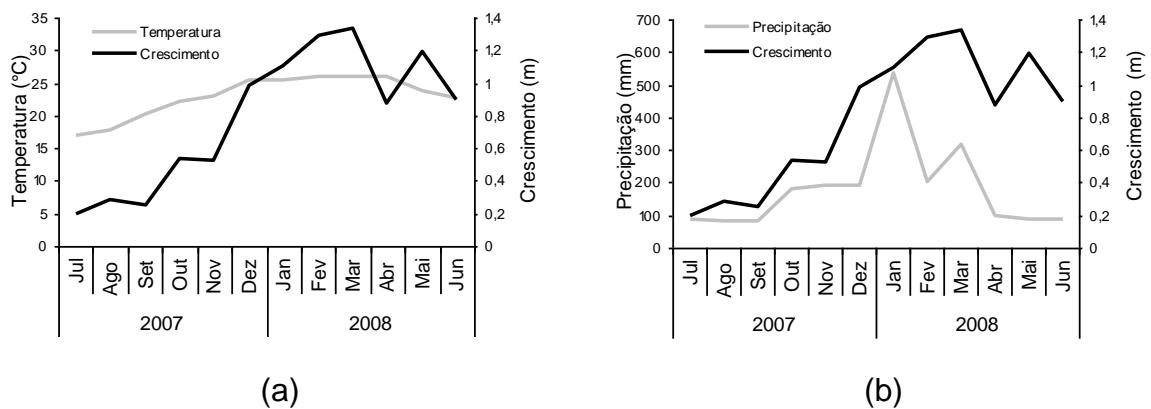 Temperatura (°C)
35
30
25
20
15
10
5
0
Temperatura
Crescimento
1,4
1,2
1
0,8
0,6
0,4
0,2
0
Crescimento (m)
Jul Ago Set Out Nov Dez Jan Fev Mar Abr Mai Jun
2007 2008
(a)
Precipitação (mm)
700
600
500
400
300
200
100
0
Precipitação
Crescimento
1,4
1,2
1
0,8
0,6
0,4
0,2
0
Crescimento (m)
Jul Ago Set Out Nov Dez Jan Fev Mar Abr Mai Jun
2007 2008
(b)